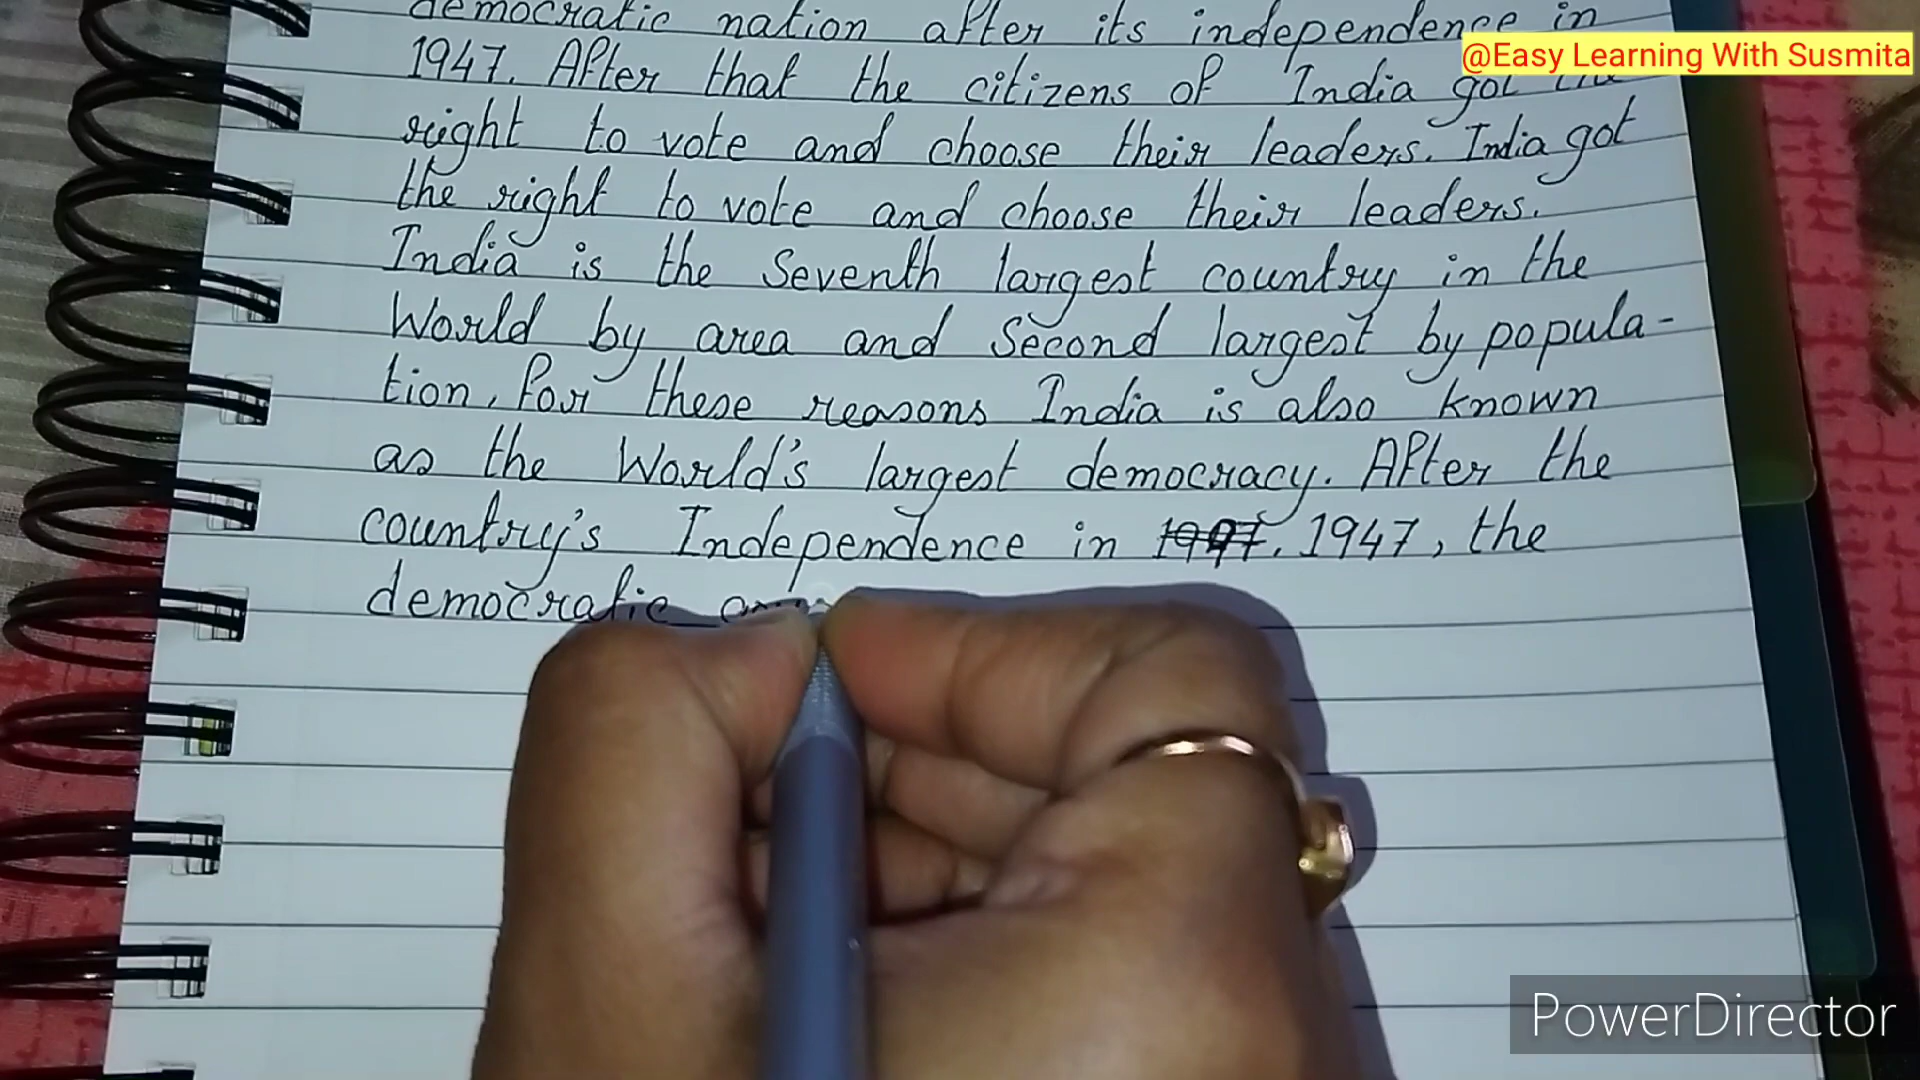 democratic nation after its independence in
@Easy Learning With Susmita
1947. After that the citizens of India got the
right to vote and choose their leaders. India got
the right to vote and choose their leaders.
India is the Seventh largest country in the
World by area and Second largest by popula-
tion, for these reasons India is also known
as the World's largest democracy. After the
country's Independence in 1947, the
democratic
PowerDirector